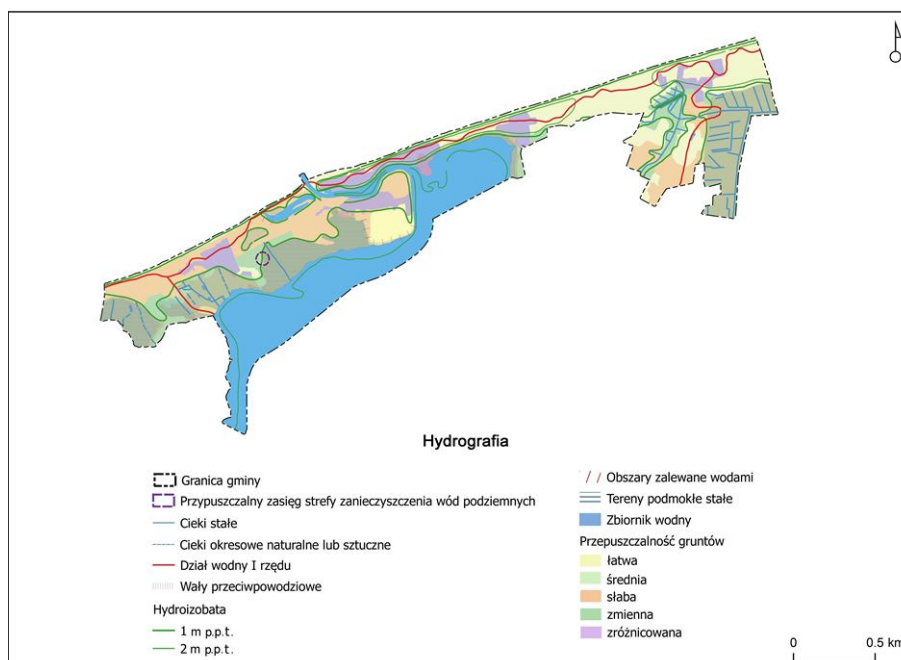 Hydrografia
Granica gminy
Przypuszczalny zasięg strefy zanieczyszczenia wód podziemnych
Cieki stałe
Cieki okresowe naturalne lub sztuczne
Dział wodny I rzędu
Wały przeciwpowodziowe
Hydroizobata
1 m p.p.t.
2 m p.p.t.
Obszary zalewane wodami
Tereny podmokłe stałe
Zbiornik wodny
Przepuszczalność gruntów
łatwa
średnia
słaba
zmienna
zróżnicowana
0 0.5 km